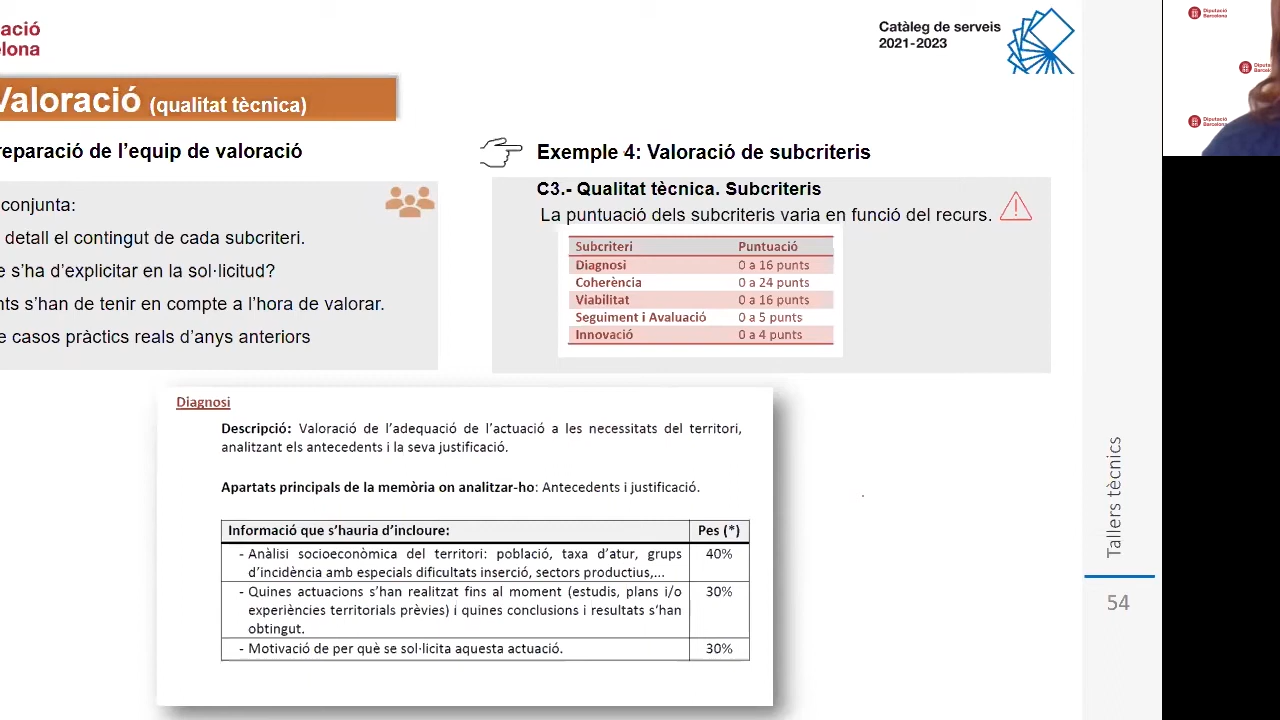 ació
elona
Catàleg de serveis
2021-2023
Valoració (qualitat tècnica)
reparació de l’equip de valoració
conjunta:
detall el contingut de cada subcriteri.
e s’ha d’explicitar en la sol·licitud?
nts s’han de tenir en compte a l’hora de valorar.
e casos pràctics reals d’anys anteriors
Exemple 4: Valoració de subcriteris
C3.- Qualitat tècnica. Subcriteris
La puntuació dels subcriteris varia en funció del recurs.
Subcriteri Puntuació
Diagnosi 0 a 16 punts
Coherència 0 a 24 punts
Viabilitat 0 a 16 punts
Seguiment i Avaluació 0 a 5 punts
Innovació 0 a 4 punts
Diagnosi
Descripció: Valoració de l’adequació de l’actuació a les necessitats del territori,
analitzant els antecedents i la seva justificació.
Apartats principals de la memòria on analitzar-ho: Antecedents i justificació.
Informació que s’hauria d’incloure: Pes (*)
- Anàlisi socioeconòmica del territori: població, taxa d’atur, grups 40%
d’incidència amb especials dificultats inserció, sectors productius,...
- Quines actuacions s’han realitzat fins al moment (estudis, plans i/o 30%
experiències territorials prèvies) i quines conclusions i resultats s’han
obtingut.
- Motivació de per què se sol·licita aquesta actuació. 30%
Tallers tècnics
54
Diputació
Barcelona
Diputa
Barcel
Diputació
Barcelona